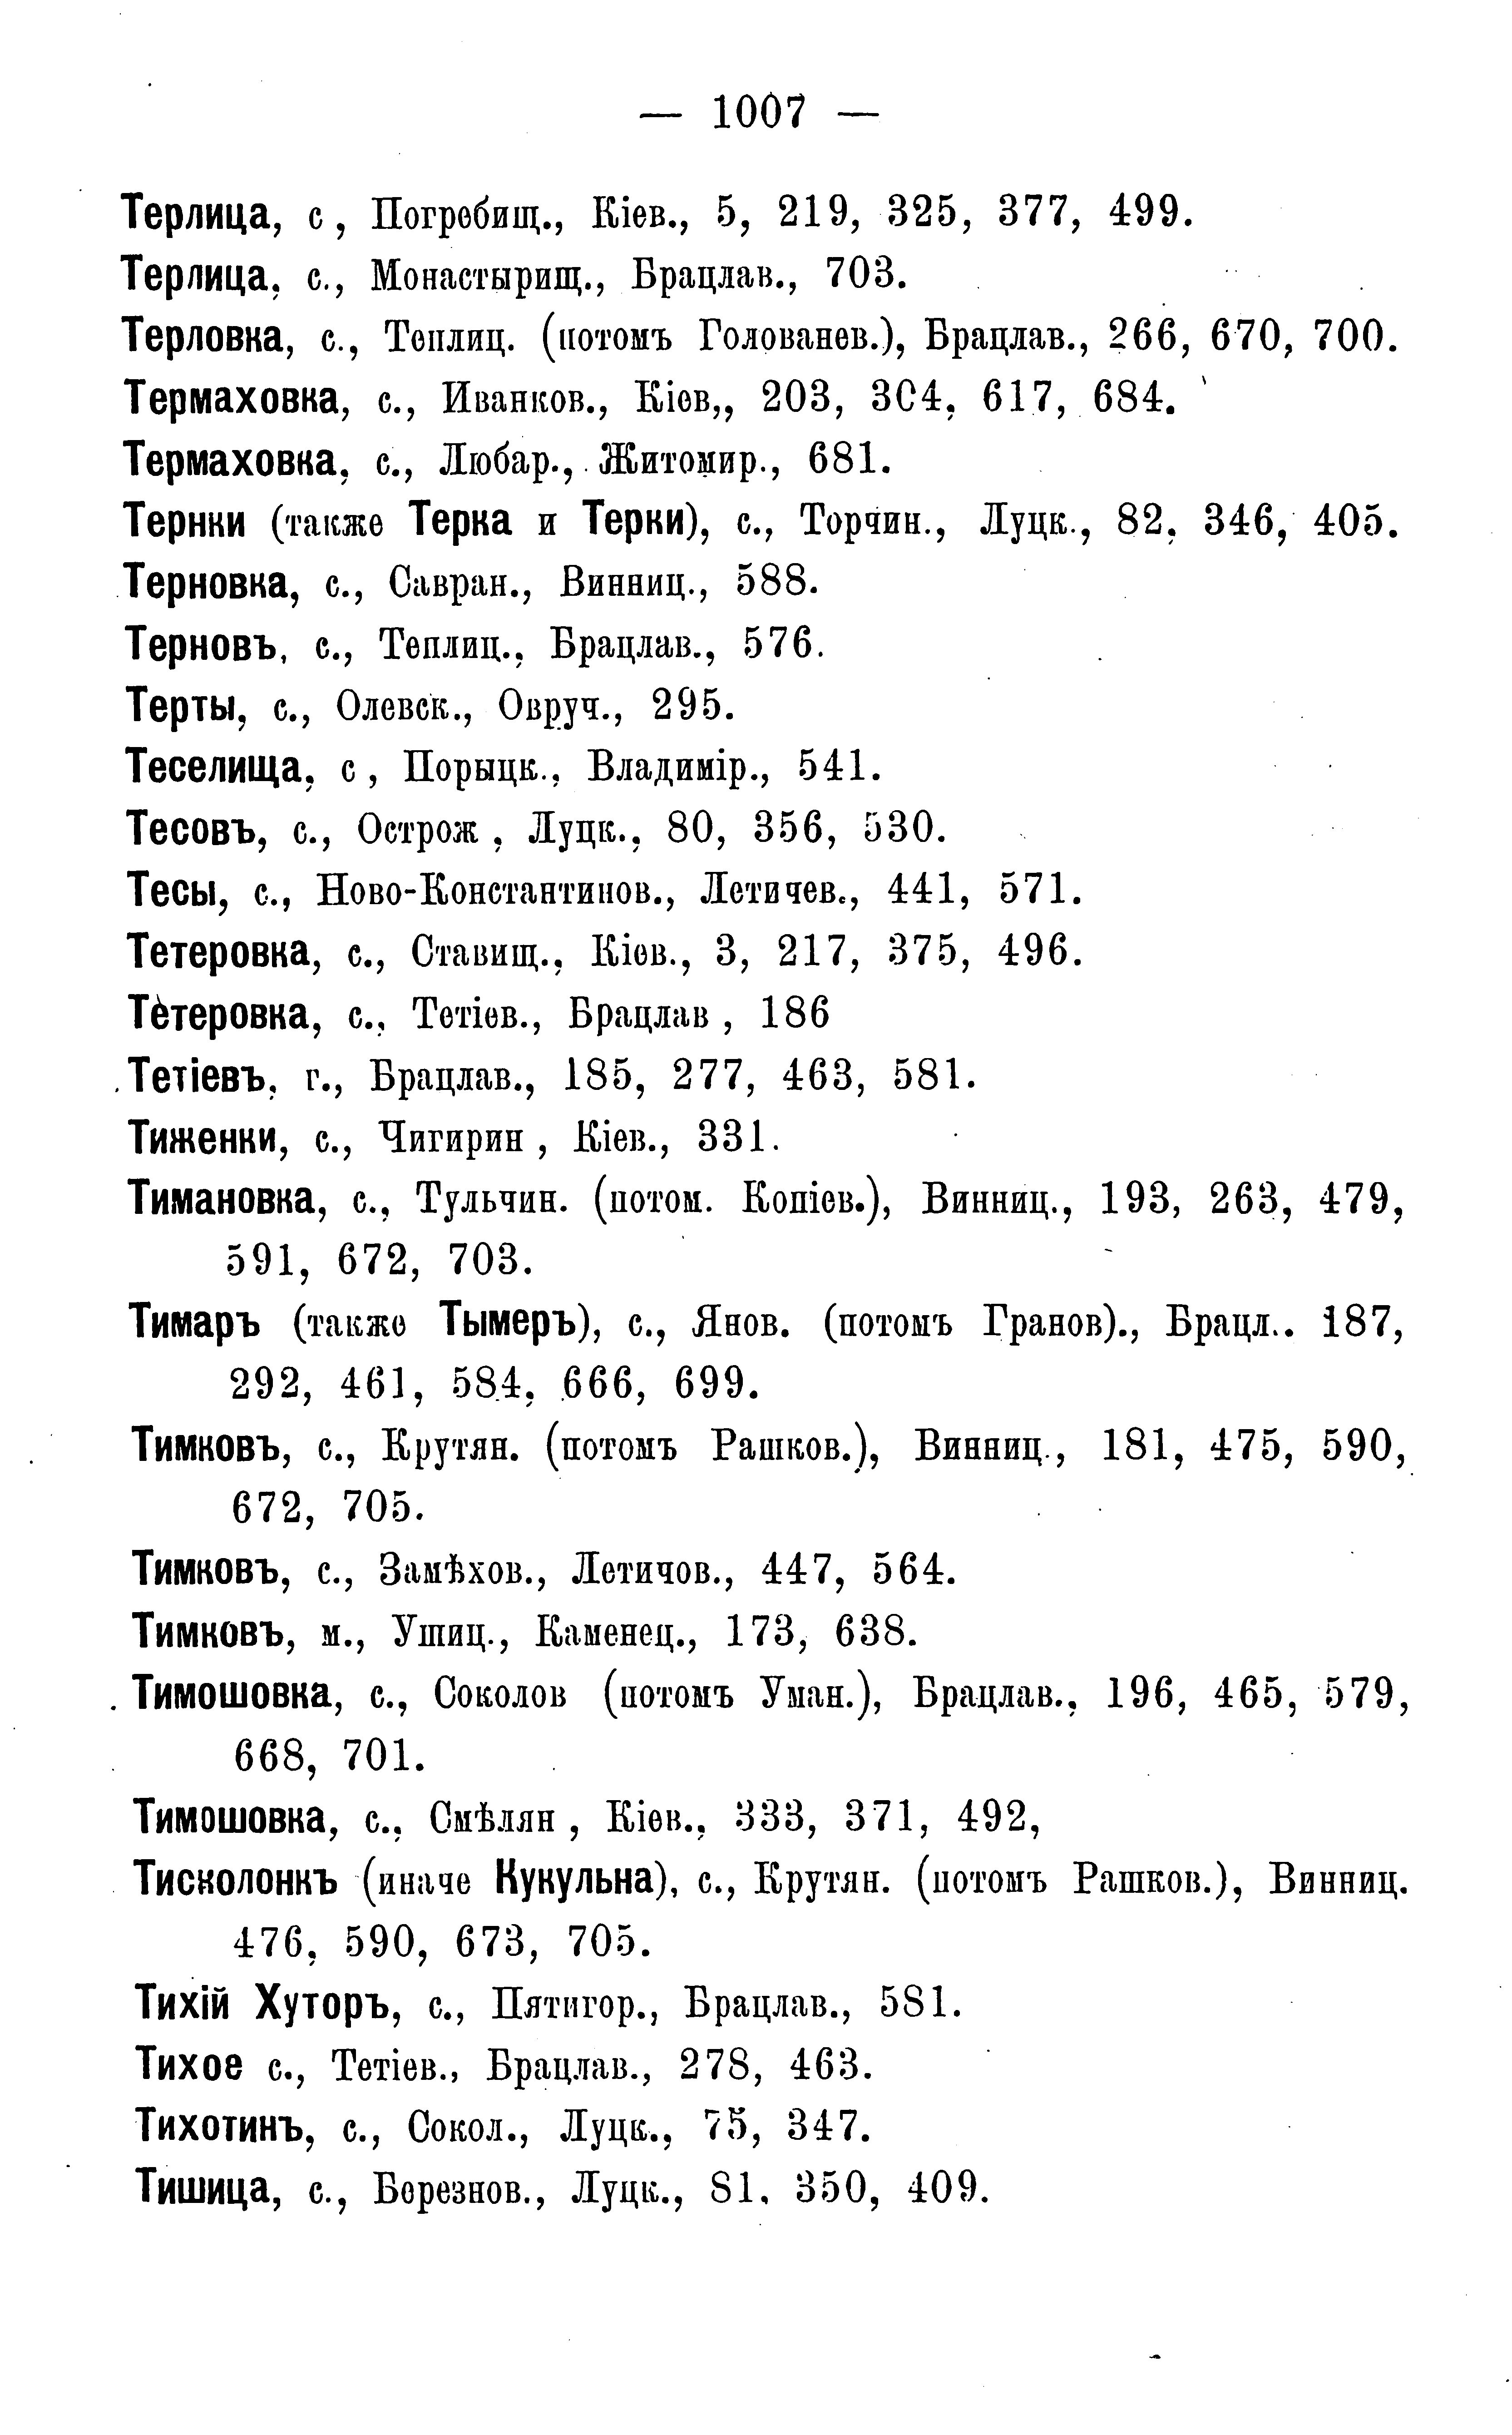 — 1007 —
Терлица, с , Погребищ., Кіев., 5, 219, 325, 377, 499.
Терлица, с., Монастырищ., Брацлав., 703.
Терловка, с., Теплиц. (потомъ Голованев.), Брацлав., 266, 670, 700.
Термаховка, с., Иванков., Кіев,, 203, 304, 617, 684.
Термаховка, с., Любар., Житомир., 681.
Тернки (также Терка и Терки), с., Торчин., Луцк., 82, 346, 405.
Терновка, с., Савран., Винниц., 588.
Терновъ, с., Теплиц., Брацлав., 576.
Терты, с., Олевск., Овруч., 295.
Теселища, с , Порыцк., Владимір., 541.
Тесовъ, с., Острож , Луцк., 80, 356, 530.
Тесы, с., Ново-Константинов., Летичев., 441, 571.
Тетеровка, с., Ставищ., Кіев., 3, 217, 375, 496.
Тетеровка, с., Тетіев., Брацлав , 186
Тетіевъ, г., Брацлав., 185, 277, 463, 581.
Тиженки, с., Чигирин , Кіев., 331.
Тимановка, с., Тульчин. (потом. Копіев.), Винниц., 193, 263, 479,
591, 672, 703.
Тимаръ (также Тымеръ), с., Янов. (потомъ Гранов)., Брацл.. 187,
292, 461, 584, 666, 699.
Тимковъ, с., Крутян. (потомъ Рашков.), Винниц., 181, 475, 590,
672, 705.
Тимковъ, с., Замѣхов., Летичов., 447, 564.
Тимковъ, м., Ушиц., Каменец., 173, 638.
Тимошовка, с., Соколов (потомъ Уман.), Брацлав., 196, 465, 579,
668, 701.
Тимошовка, с., Смѣлян , Кіев., 333, 371, 492,
Тисколонкъ (иначе Кукульна), с., Крутян. (потомъ Рашков.), Винниц.
476, 590, 673, 705.
Тихій Хуторъ, с., Пятигор., Брацлав., 581.
Тихое с., Тетіев., Брацлав., 278, 463.
Тихотинъ, с., Сокол., Луцк., 75, 347.
Тишица, с., Березнов., Луцк., 81, 350, 409.